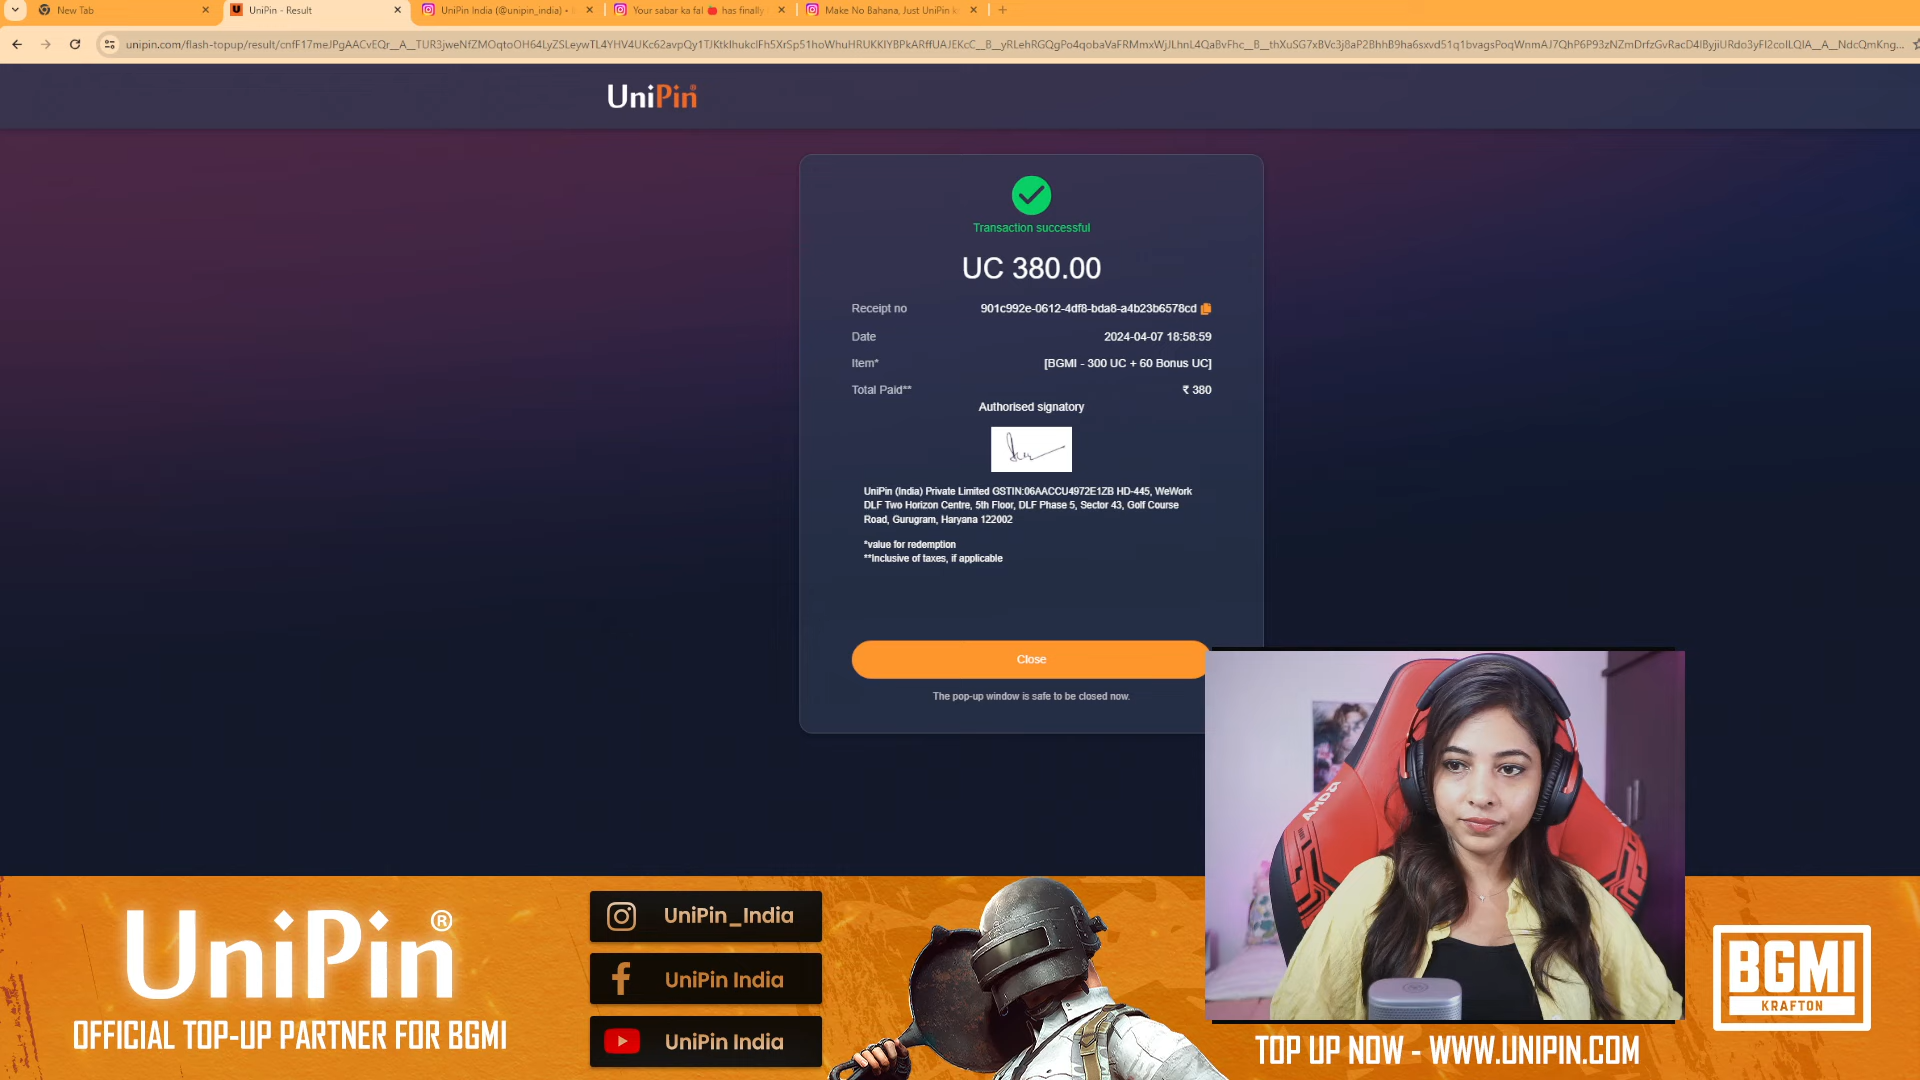 New Tab
UniPin - Result
UniPin India (@unipin_india) •
Your sabar ka fal 🍎 has finally
Make No Bahana, Just UniPin k
UniPin
Transaction successful
UC 380.00
Receipt no 901c992e-0612-4df8-bda8-a4b23b6578cd
Date 2024-04-07 18:58:59
Item* [BGMI - 300 UC + 60 Bonus UC]
Total Paid** ₹ 380
Authorised signatory
UniPin (India) Private Limited GSTIN:06AACCU4972E1ZB HD-445, WeWork
DLF Two Horizon Centre, 5th Floor, DLF Phase 5, Sector 43, Golf Course
Road, Gurugram, Haryana 122002
*value for redemption
**Inclusive of taxes, if applicable
Close
The pop-up window is safe to be closed now.
UniPin®
OFFICIAL TOP-UP PARTNER FOR BGMI
UniPin_India
UniPin India
UniPin India
TOP UP NOW - WWW.UNIPIN.COM
BGMI
KRAFTON